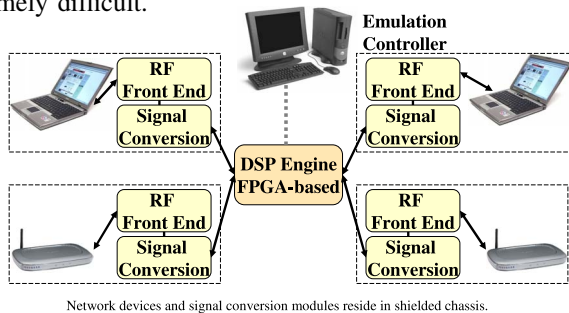 mely difficult.
Emulation
Controller
RF
Front End
Signal
Conversion
RF
Front End
Signal
Conversion
DSP Engine
FPGA-based
RF
Front End
Signal
Conversion
RF
Front End
Signal
Conversion
Network devices and signal conversion modules reside in shielded chassis.